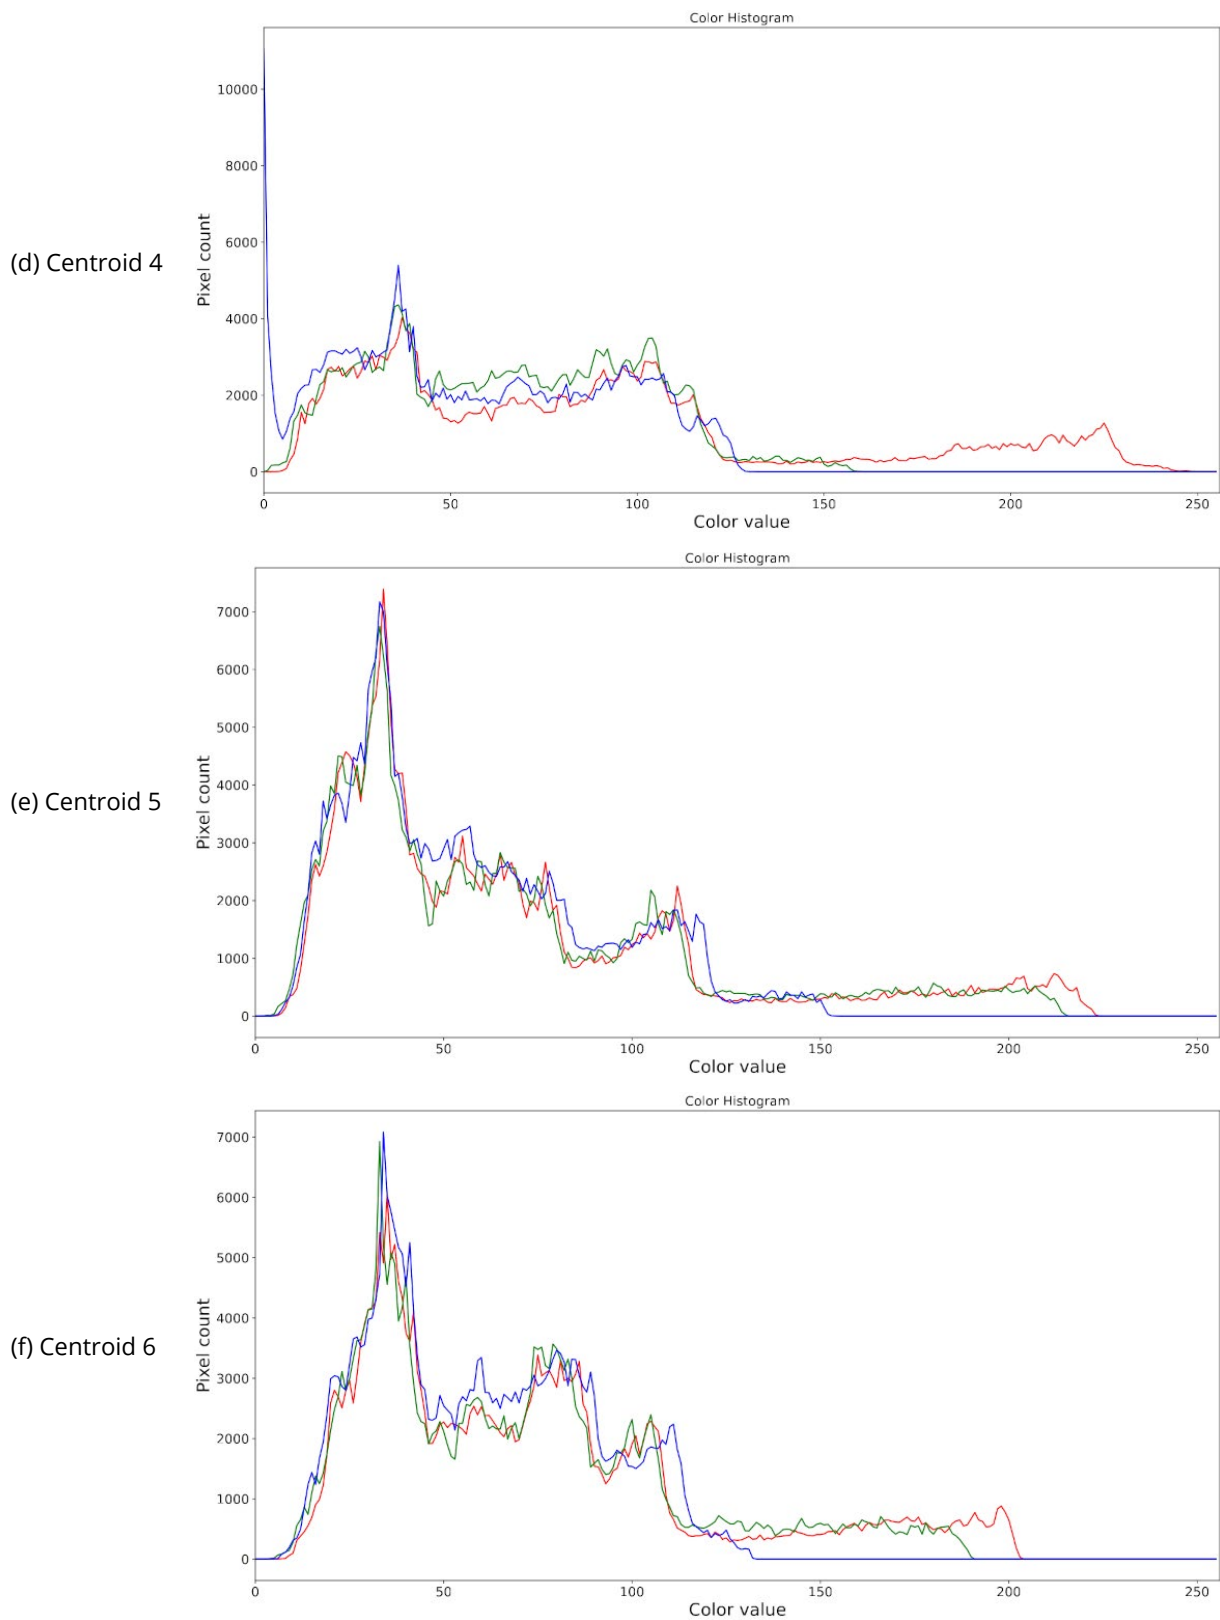 Color Histogram
10000
8000
6000
4000
2000
0
Pixel count
(d) Centroid 4
0 50 100 150 200 250
Color value
Color Histogram
7000
6000
5000
4000
3000
2000
1000
0
Pixel count
(e) Centroid 5
0 50 100 150 200 250
Color value
Color Histogram
7000
6000
5000
4000
3000
2000
1000
0
Pixel count
(f) Centroid 6
0 50 100 150 200 250
Color value